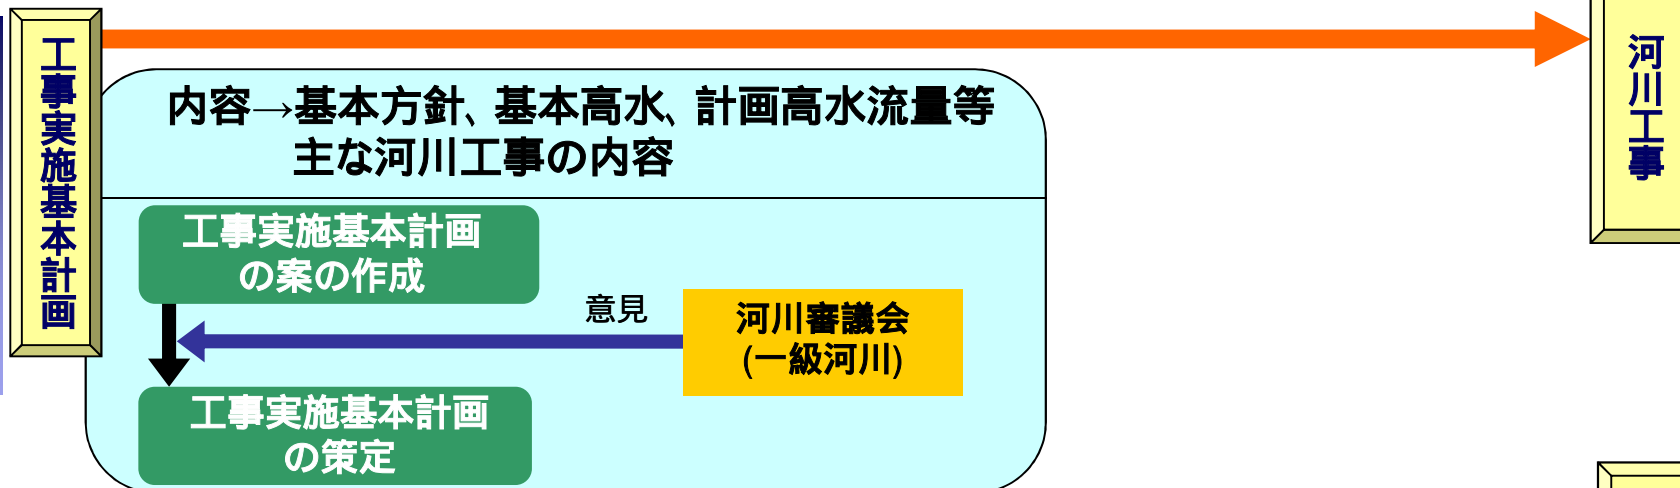 工事実施基本計画
内容→基本方針、基本高水、計画高水流量等
主な河川工事の内容
工事実施基本計画
の案の作成
意見
河川審議会
(一級河川)
工事実施基本計画
の策定
河川工事